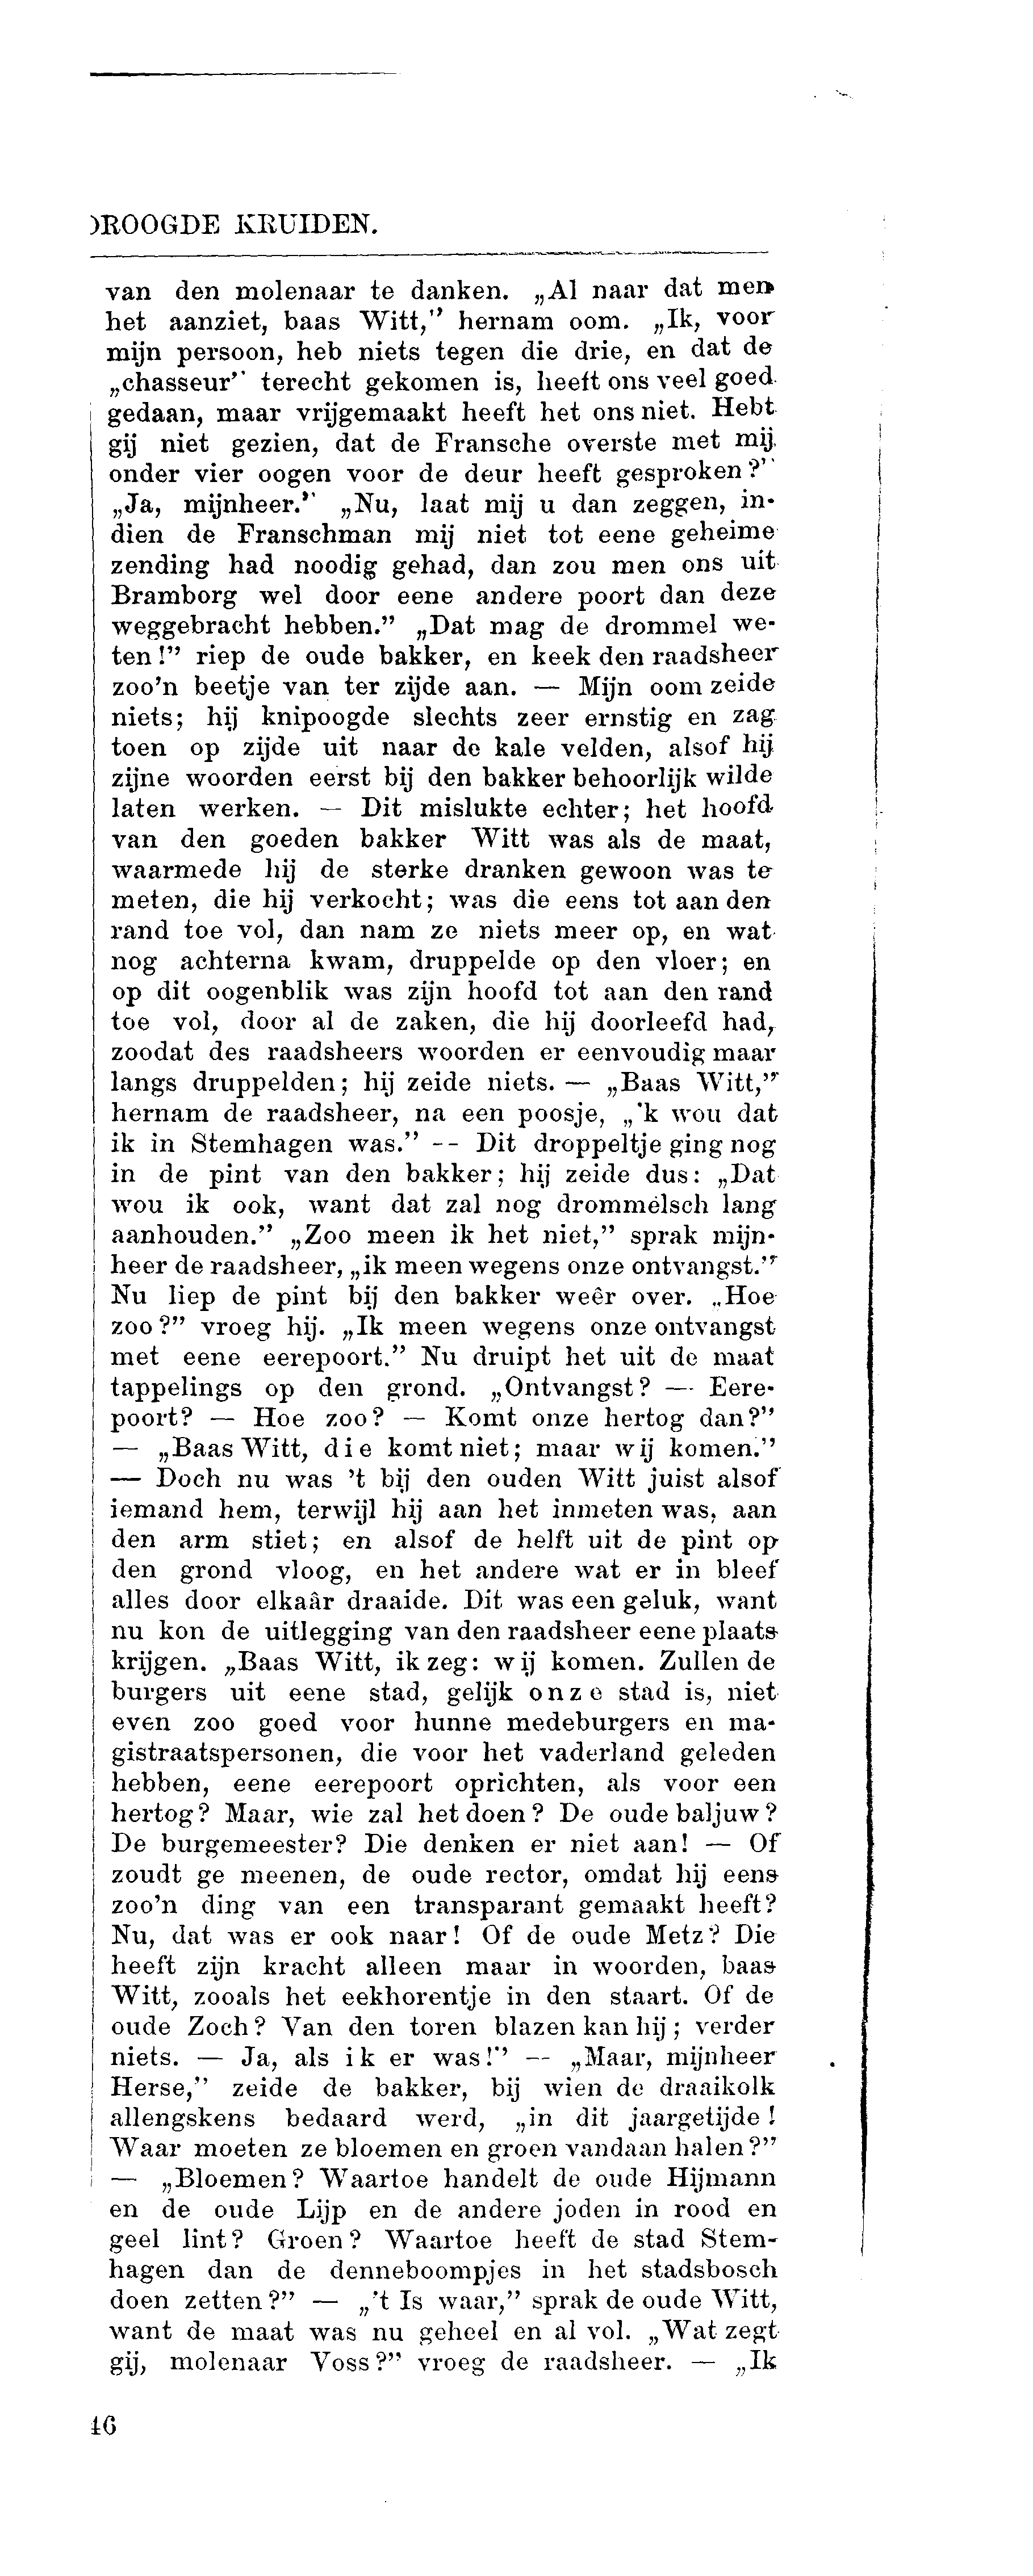 )ROOGDE KRUIDEN.
van den molenaar te danken. „Al naar dat men
het aanziet, baas Witt,” hernam oom. „Ik, voor
mijn persoon, heb niets tegen die drie, en dat de
„chasseur” terecht gekomen is, heeft ons veel goed
gedaan, maar vrijgemaakt heeft het ons niet. Hebt
gij niet gezien, dat de Fransche overste met mij
onder vier oogen voor de deur heeft gesproken?”
„Ja, mijnheer.” „Nu, laat mij u dan zeggen, in-
dien de Franschman mij niet tot eene geheime
zending had noodig gehad, dan zou men ons uit
Bramborg wel door eene andere poort dan deze
weggebracht hebben.” „Dat mag de drommel we-
ten!” riep de oude bakker, en keek den raadsheer
zoo’n beetje van ter zijde aan. — Mijn oom zeide
niets; hij knipoogde slechts zeer ernstig en zag
toen op zijde uit naar de kale velden, alsof hij
zijne woorden eerst bij den bakker behoorlijk wilde
laten werken. — Dit mislukte echter; het hoofd
van den goeden bakker Witt was als de maat,
waarmede hij de sterke dranken gewoon was te
meten, die hij verkocht; was die eens tot aan den
rand toe vol, dan nam ze niets meer op, en wat
nog achterna kwam, druppelde op den vloer; en
op dit oogenblik was zijn hoofd tot aan den rand
toe vol, door al de zaken, die hij doorleefd had,
zoodat des raadsheers woorden er eenvoudig maar
langs druppelden; hij zeide niets. — „Baas Witt,”
hernam de raadsheer, na een poosje, „’k wou dat
ik in Stemhagen was.” -- Dit droppeltje ging nog
in de pint van den bakker; hij zeide dus: „Dat
wou ik ook, want dat zal nog drommelsch lang
aanhouden.” „Zoo meen ik het niet,” sprak mijn-
heer de raadsheer, „ik meen wegens onze ontvangst.”
Nu liep de pint bij den bakker weêr over. „Hoe
zoo?” vroeg hij. „Ik meen wegens onze ontvangst
met eene eerepoort.” Nu druipt het uit de maat
tappelings op den grond. „Ontvangst? — Eere-
poort? — Hoe zoo? — Komt onze hertog dan?”
— „Baas Witt, die komt niet; maar wij komen.”
— Doch nu was ’t bij den ouden Witt juist alsof
iemand hem, terwijl hij aan het inmeten was, aan
den arm stiet; en alsof de helft uit de pint op
den grond vloog, en het andere wat er in bleef
alles door elkaâr draaide. Dit was een geluk, want
nu kon de uitlegging van den raadsheer eene plaats
krijgen. „Baas Witt, ik zeg: wij komen. Zullen de
burgers uit eene stad, gelijk onze stad is, niet
even zoo goed voor hunne medeburgers en ma-
gistraatspersonen, die voor het vaderland geleden
hebben, eene eerepoort oprichten, als voor een
hertog? Maar, wie zal het doen? De oude baljuw?
De burgemeester? Die denken er niet aan! — Of
zoudt ge meenen, de oude rector, omdat hij eens
zoo’n ding van een transparant gemaakt heeft?
Nu, dat was er ook naar! Of de oude Metz? Die
heeft zijn kracht alleen maar in woorden, baas
Witt, zooals het eekhorentje in den staart. Of de
oude Zoch? Van den toren blazen kan hij; verder
niets. — Ja, als ik er was!” -- „Maar, mijnheer
Herse,” zeide de bakker, bij wien de draaikolk
allengskens bedaard werd, „in dit jaargetijde!
Waar moeten ze bloemen en groen vandaan halen?”
— „Bloemen? Waartoe handelt de oude Hijmann
en de oude Lijp en de andere joden in rood en
geel lint? Groen? Waartoe heeft de stad Stem-
hagen dan de denneboompjes in het stadsbosch
doen zetten?” — „’t Is waar,” sprak de oude Witt,
want de maat was nu geheel en al vol. „Wat zegt
gij, molenaar Voss?” vroeg de raadsheer. — „Ik
46